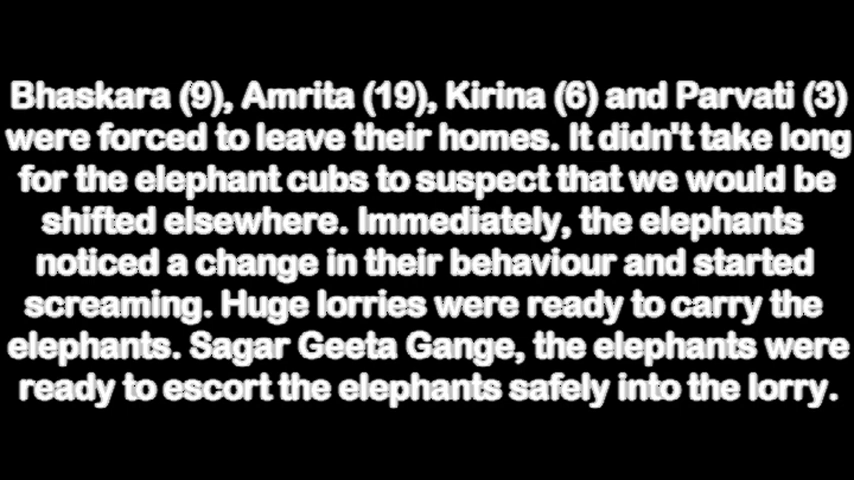 Bhaskara (9), Amrita (19), Kirina (6) and Parvati (3)
were forced to leave their homes. It didn't take long
for the elephant cubs to suspect that we would be
shifted elsewhere. Immediately, the elephants
noticed a change in their behaviour and started
screaming. Huge lorries were ready to carry the
elephants. Sagar Geeta Gange, the elephants were
ready to escort the elephants safely into the lorry.